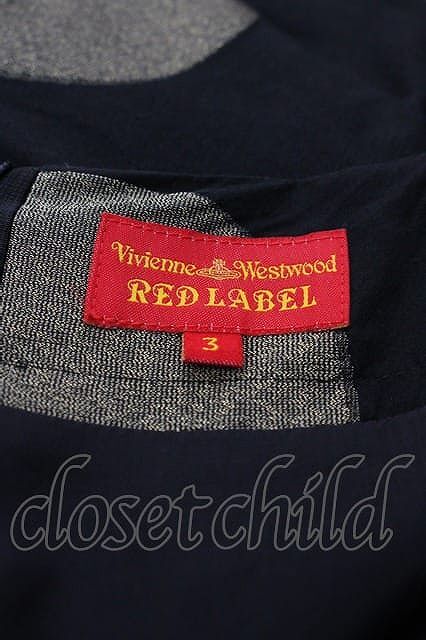 Vivienne Westwood
RED LABEL
3
closet child